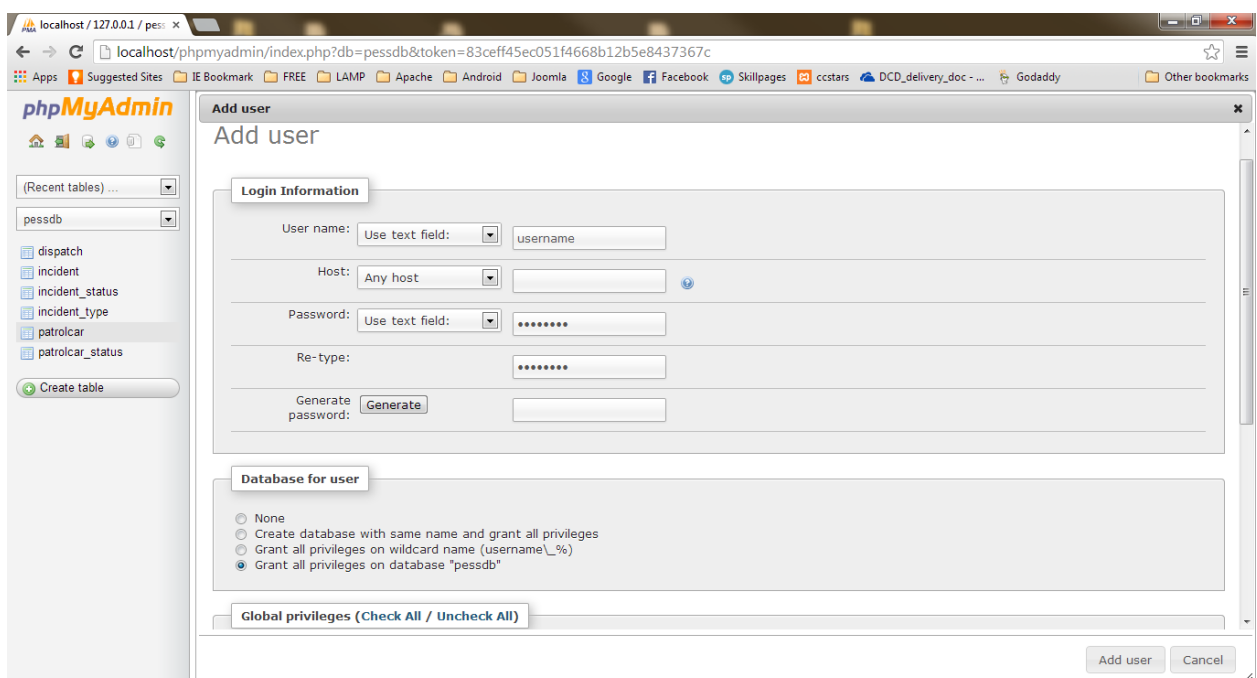 localhost / 127.0.0.1 / pess
localhost/phpmyadmin/index.php?db=pessdb&token=83ceff45ec051f4668b12b5e8437367c
Apps Suggested Sites IE Bookmark FREE LAMP Apache Android Joomla Google Facebook Skillpages ccstars DCD_delivery_doc - ... Godaddy Other bookmarks
phpMyAdmin
(Recent tables) ...
pessdb
dispatch
incident
incident_status
incident_type
patrolcar
patrolcar_status
Create table
Add user
Add user
Login Information
User name: Use text field: username
Host: Any host
Password: Use text field: ••••••••
Re-type: ••••••••
Generate password: Generate
Database for user
None
Create database with same name and grant all privileges
Grant all privileges on wildcard name (username\_%)
Grant all privileges on database "pessdb"
Global privileges (Check All / Uncheck All)
Add user Cancel